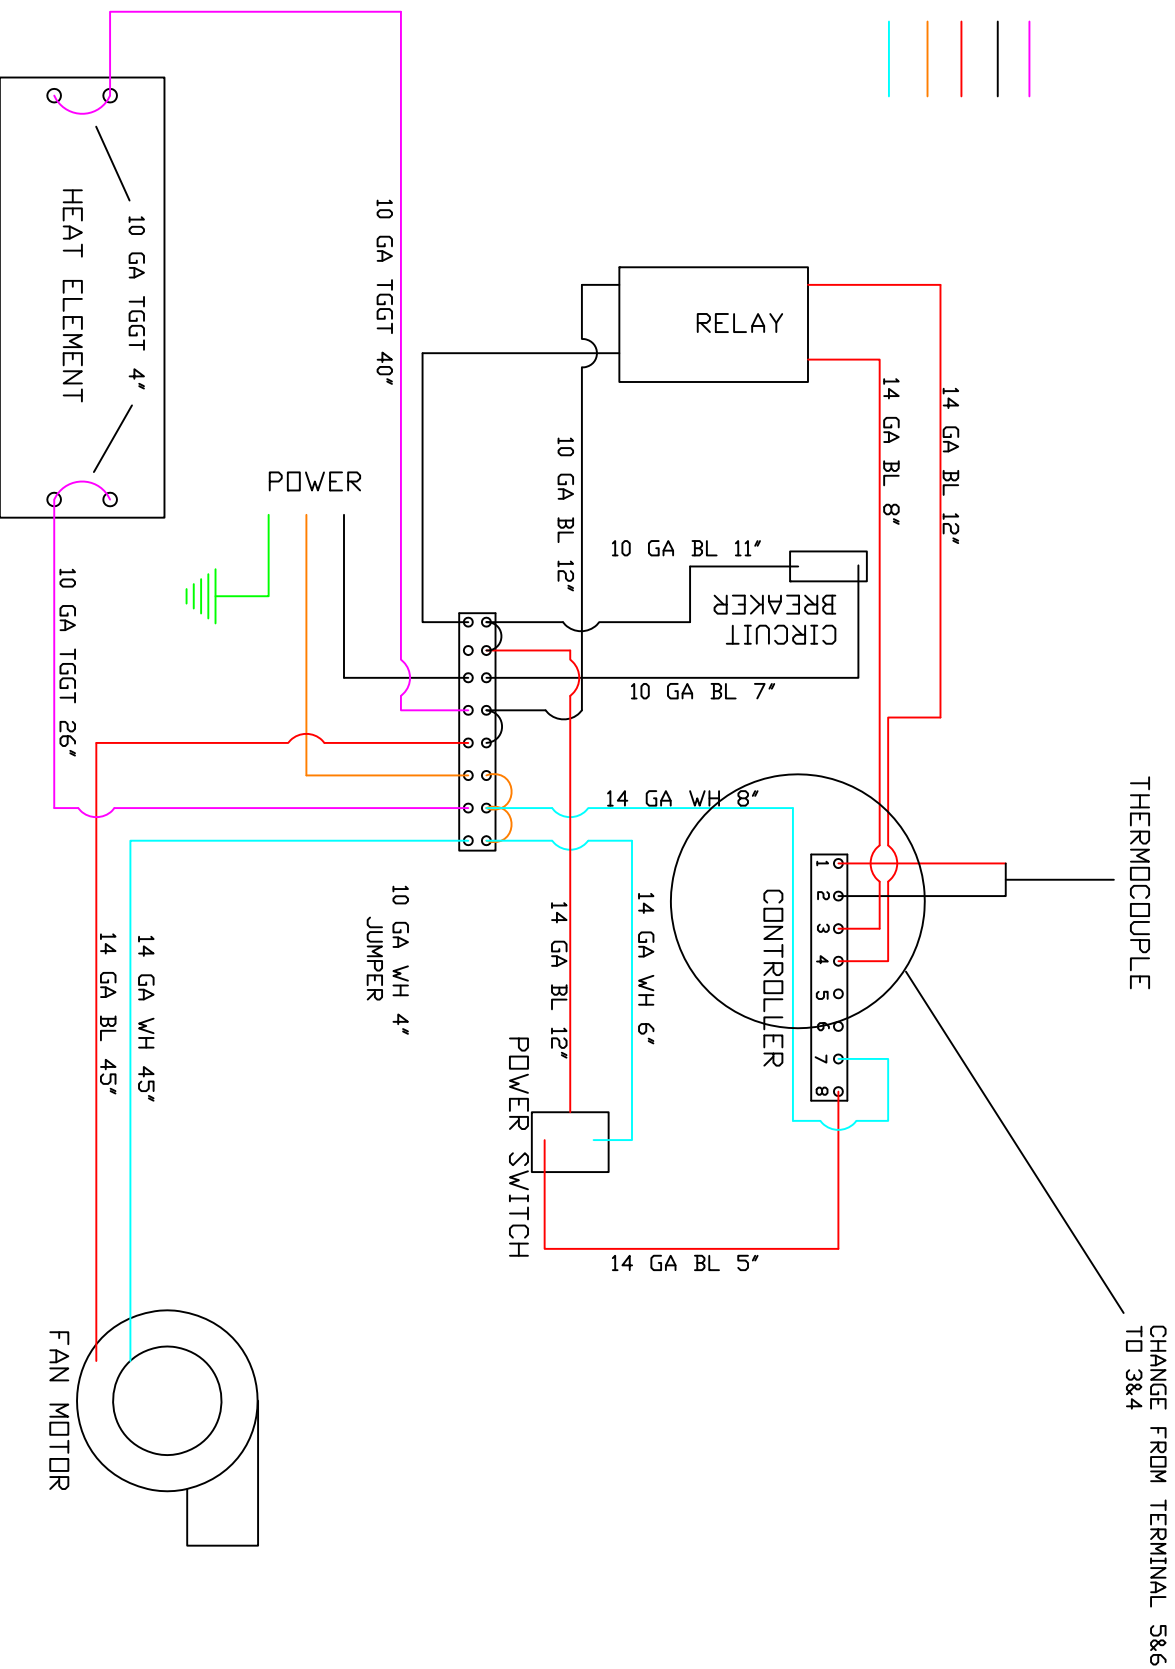 HEAT ELEMENT
10 GA TGGT 4"
10 GA TGGT 40"
10 GA TGGT 26"
POWER
RELAY
14 GA BL 8"
14 GA BL 12"
10 GA BL 12"
10 GA BL 11"
CIRCUIT
BREAKER
10 GA BL 7"
14 GA WH 8"
THERMOCOUPLE
CONTROLLER
1
2
3
4
5
6
7
8
14 GA WH 6"
14 GA BL 12"
10 GA WH 4"
JUMPER
POWER SWITCH
14 GA BL 5"
14 GA WH 45"
14 GA BL 45"
FAN MOTOR
CHANGE FROM TERMINAL 5&6
TO 3&4